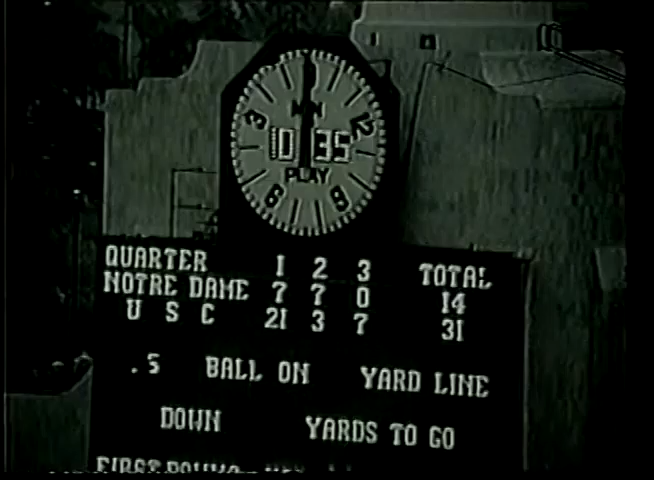 MIN
3 12
10 35
PLAY
6 9
QUARTER 1 2 3 TOTAL
NOTRE DAME 7 7 0 14
U S C 21 3 7 31
.5 BALL ON YARD LINE
DOWN YARDS TO GO